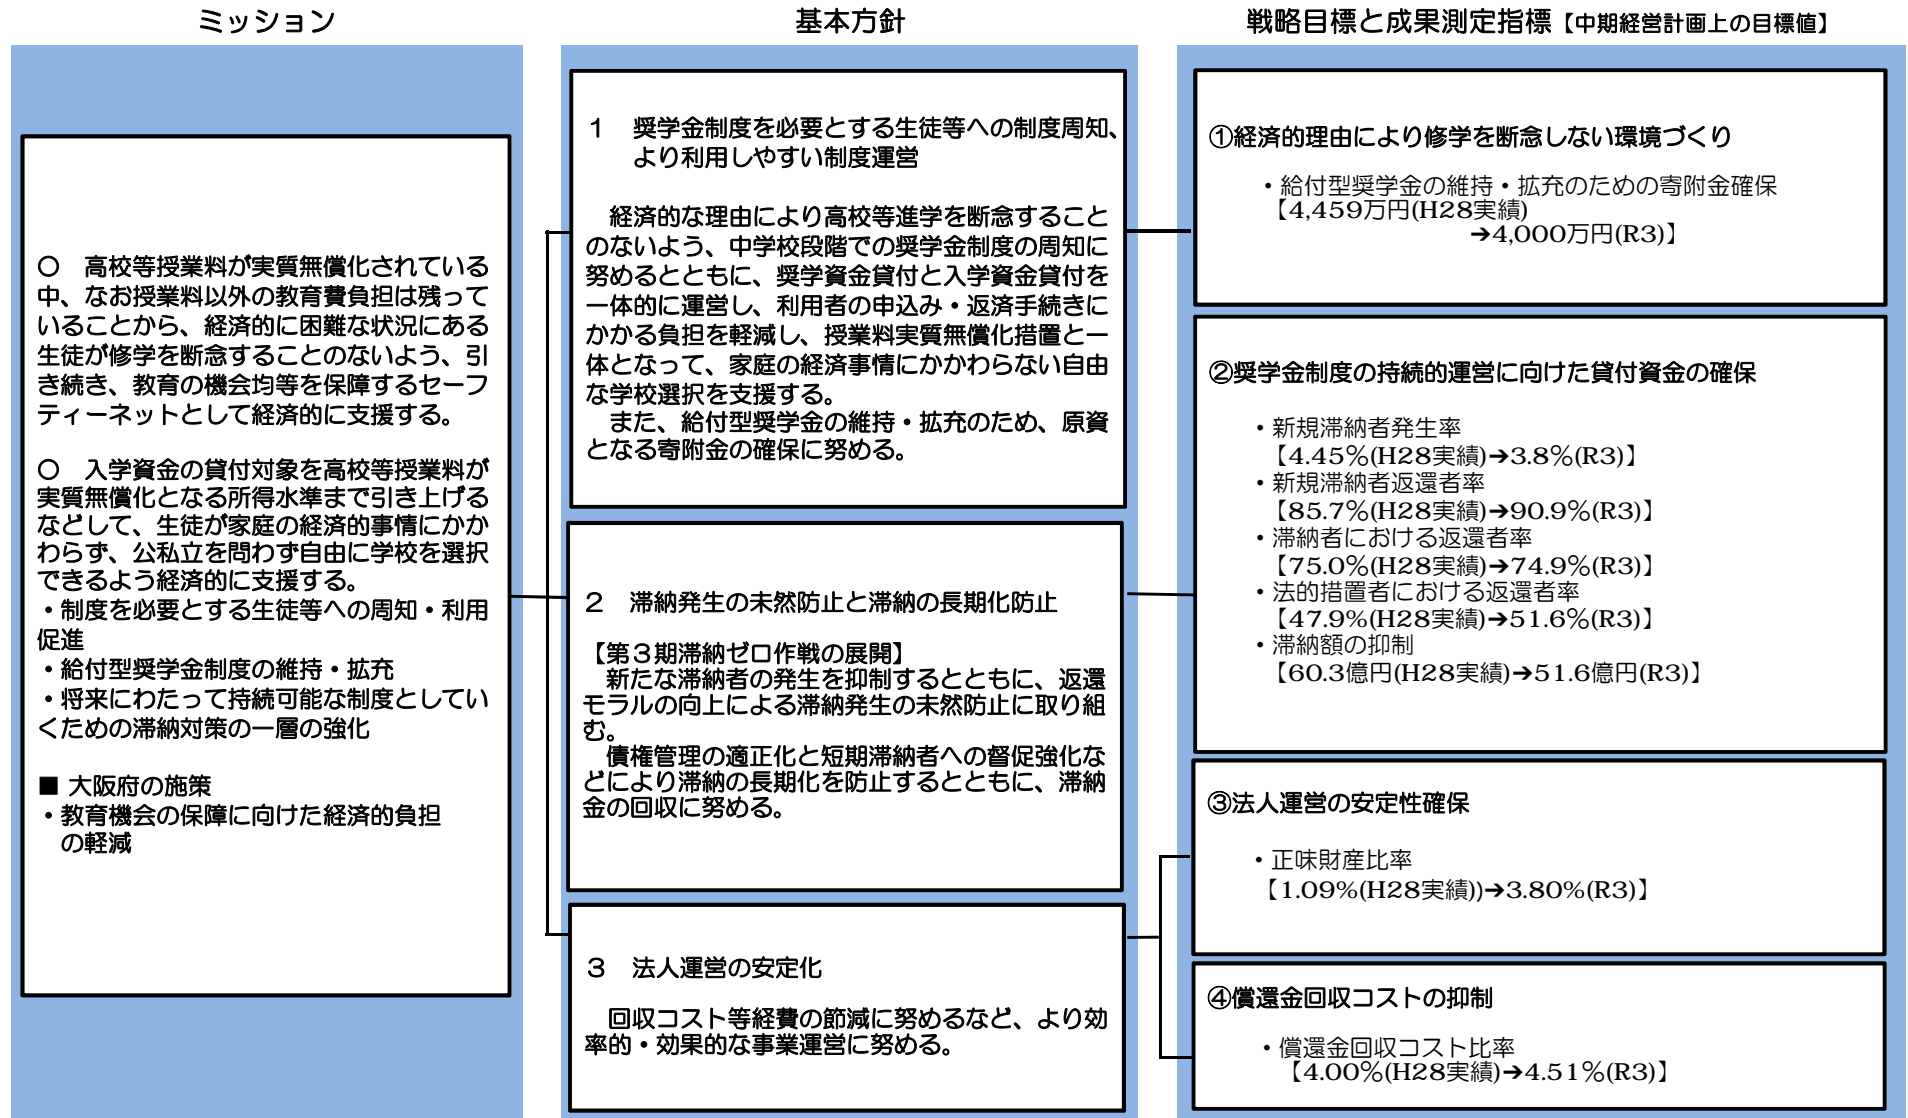 ミッション
○　高校等授業料が実質無償化されている
中、なお授業料以外の教育費負担は残って
いることから、経済的に困難な状況にある
生徒が修学を断念することのないよう、引
き続き、教育の機会均等を保障するセーフ
ティーネットとして経済的に支援する。
○　入学資金の貸付対象を高校等授業料が
実質無償化となる所得水準まで引き上げる
などして、生徒が家庭の経済的事情にかか
わらず、公私立を問わず自由に学校を選択
できるよう経済的に支援する。
・制度を必要とする生徒等への周知・利用
促進
・給付型奨学金制度の維持・拡充
・将来にわたって持続可能な制度としてい
くための滞納対策の一層の強化
■ 大阪府の施策
・教育機会の保障に向けた経済的負担
の軽減
基本方針
１　奨学金制度を必要とする生徒等への制度周知、
より利用しやすい制度運営
経済的な理由により高校等進学を断念すること
のないよう、中学校段階での奨学金制度の周知に
努めるとともに、奨学資金貸付と入学資金貸付を
一体的に運営し、利用者の申込み・返済手続きに
かかる負担を軽減し、授業料実質無償化措置と一
体となって、家庭の経済事情にかかわらない自由
な学校選択を支援する。
また、給付型奨学金の維持・拡充のため、原資
となる寄附金の確保に努める。
２　滞納発生の未然防止と滞納の長期化防止
【第３期滞納ゼロ作戦の展開】
新たな滞納者の発生を抑制するとともに、返還
モラルの向上による滞納発生の未然防止に取り組
む。
債権管理の適正化と短期滞納者への督促強化な
どにより滞納の長期化を防止するとともに、滞納
金の回収に努める。
３　法人運営の安定化
回収コスト等経費の節減に努めるなど、より効
率的・効果的な事業運営に努める。
戦略目標と成果測定指標【中期経営計画上の目標値】
①経済的理由により修学を断念しない環境づくり
・給付型奨学金の維持・拡充のための寄附金確保
【4,459万円(H28実績)
➔4,000万円(R3)】
②奨学金制度の持続的運営に向けた貸付資金の確保
・新規滞納者発生率
【4.45％(H28実績)➔3.8％(R3)】
・新規滞納者返還者率
【85.7％(H28実績)➔90.9％(R3)】
・滞納者における返還者率
【75.0％(H28実績)➔74.9％(R3)】
・法的措置者における返還者率
【47.9％(H28実績)➔51.6％(R3)】
・滞納額の抑制
【60.3億円(H28実績)➔51.6億円(R3)】
③法人運営の安定性確保
・正味財産比率
【1.09％(H28実績))➔3.80％(R3)】
④償還金回収コストの抑制
・償還金回収コスト比率
【4.00％(H28実績)➔4.51％(R3)】